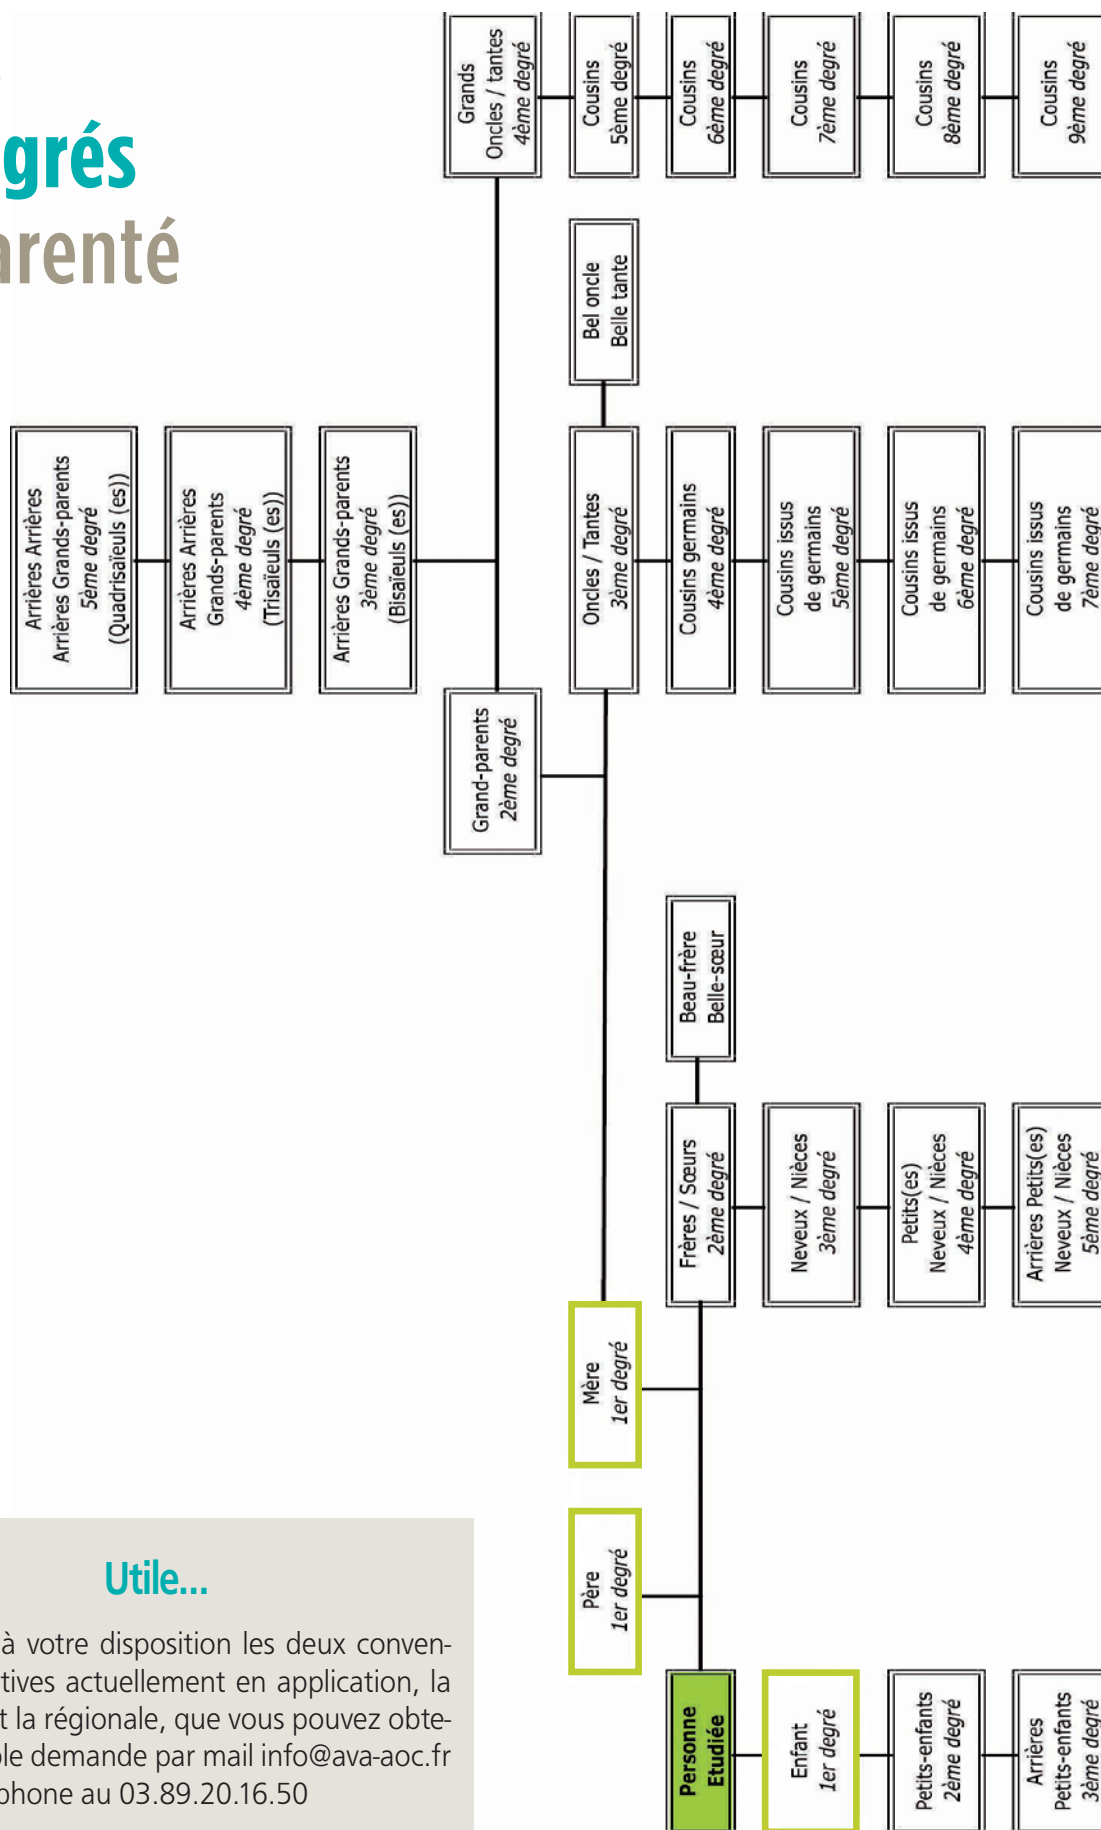 grés
arenté
Arrières Arrières
Arrières Grands-parents
5ème degré
(Quadrisaïeuls (es))
Arrières Arrières
Grands-parents
4ème degré
(Trisaïeuls (es))
Arrières Grands-parents
3ème degré
(Bisaïeuls (es))
Grand-parents
2ème degré
Grands
Oncles / tantes
4ème degré
Cousins
5ème degré
Cousins
6ème degré
Cousins
7ème degré
Cousins
8ème degré
Cousins
9ème degré
Bel oncle
Belle tante
Oncles / Tantes
3ème degré
Cousins germains
4ème degré
Cousins issus
de germains
5ème degré
Cousins issus
de germains
6ème degré
Cousins issus
de germains
7ème degré
Beau-frère
Belle-sœur
Frères / Sœurs
2ème degré
Neveux / Nièces
3ème degré
Petits(es)
Neveux / Nièces
4ème degré
Arrières Petits(es)
Neveux / Nièces
5ème degré
Mère
1er degré
Père
1er degré
Personne
Etudiée
Enfant
1er degré
Petits-enfants
2ème degré
Arrières
Petits-enfants
3ème degré
Utile...
à votre disposition les deux conven-
tives actuellement en application, la
t la régionale, que vous pouvez obte-
ple demande par mail info@ava-aoc.fr
phone au 03.89.20.16.50